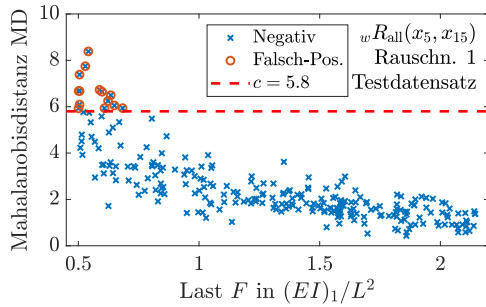 Mahalanobisdistanz MD
10
8
6
4
2
0
Negativ
Falsch-Pos.
c = 5.8
wRall(x5, x15)
Rauschn. 1
Testdatensatz
0.5 1 1.5 2
Last F in (EI)1/L²